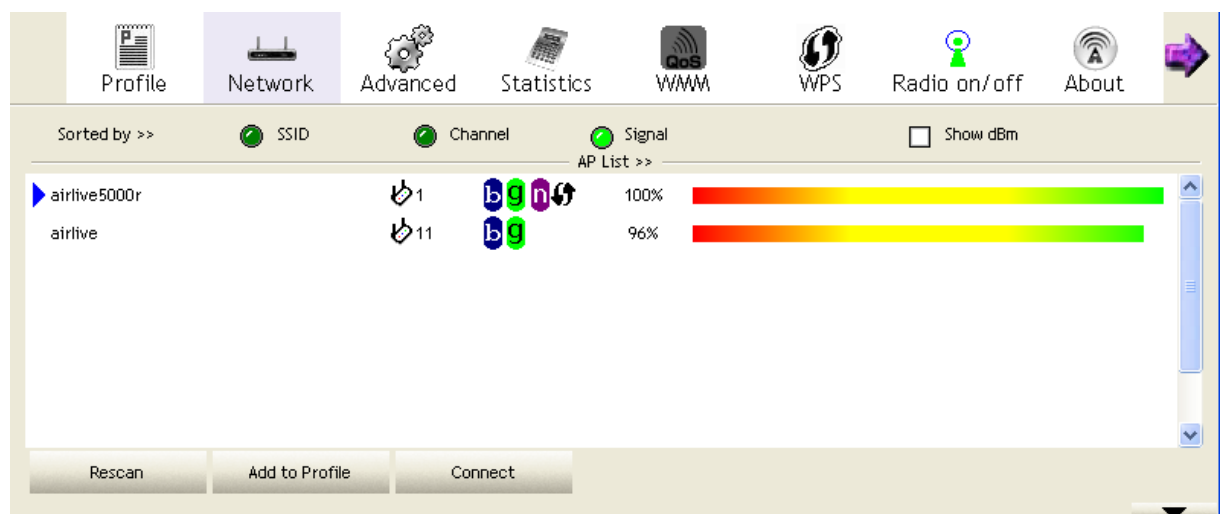 Profile Network Advanced Statistics WMM WPS Radio on/off About
Sorted by >> SSID Channel Signal Show dBm
AP List >>
airlive5000r 1 b g n 100%
airlive 11 b g 96%
Rescan Add to Profile Connect